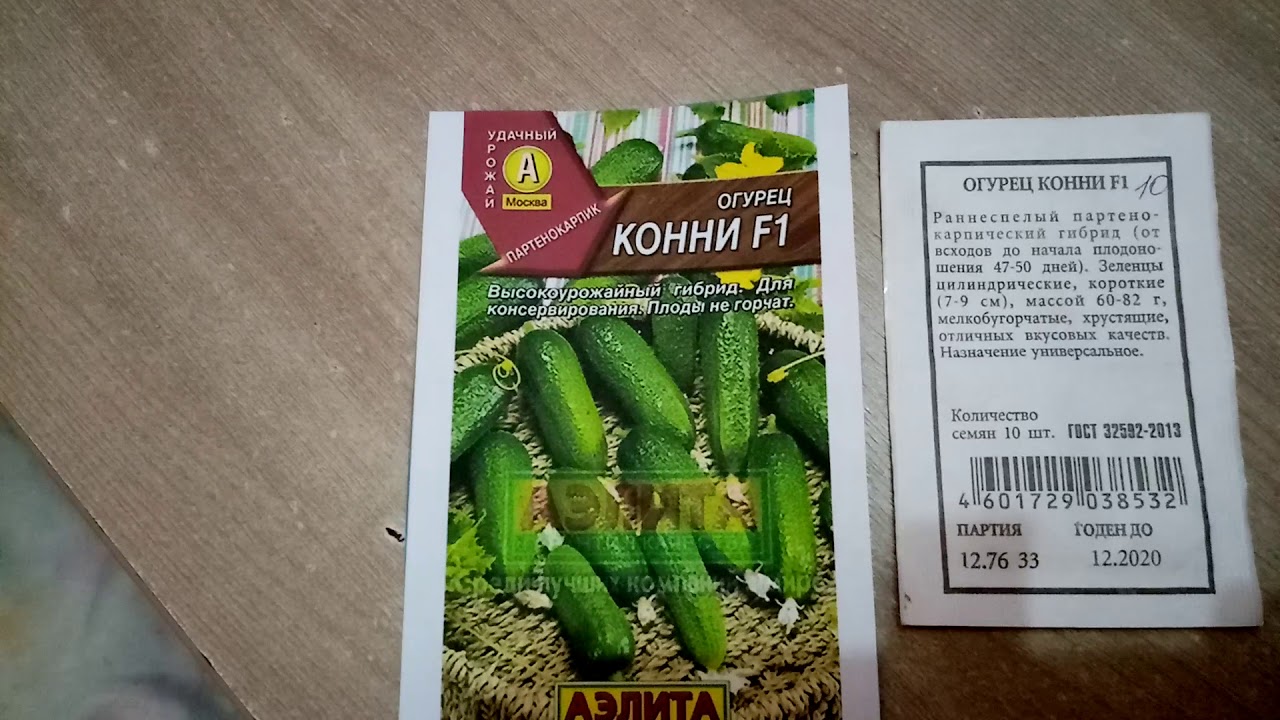 УДАЧНЫЙ
УРОЖАЙ
А
Москва
ПАРТЕНОКАРПИК
ОГУРЕЦ
КОННИ F1
Высокоурожайный гибрид. Для
консервирования. Плоды не горчат.
АЭЛИТА
АЭЛИТА
ОГУРЕЦ КОННИ F1 10
Раннеспелый партено-
карпический гибрид (от
всходов до начала плодоно-
шения 47-50 дней). Зеленцы
цилиндрические, короткие
(7-9 см), массой 60-82 г,
мелкобугорчатые, хрустящие,
отличных вкусовых качеств.
Назначение универсальное.
Количество
семян 10 шт. ГОСТ 32592-2013
4 601729 038532
ПАРТИЯ ГОДЕН ДО
12.76 33 12.2020